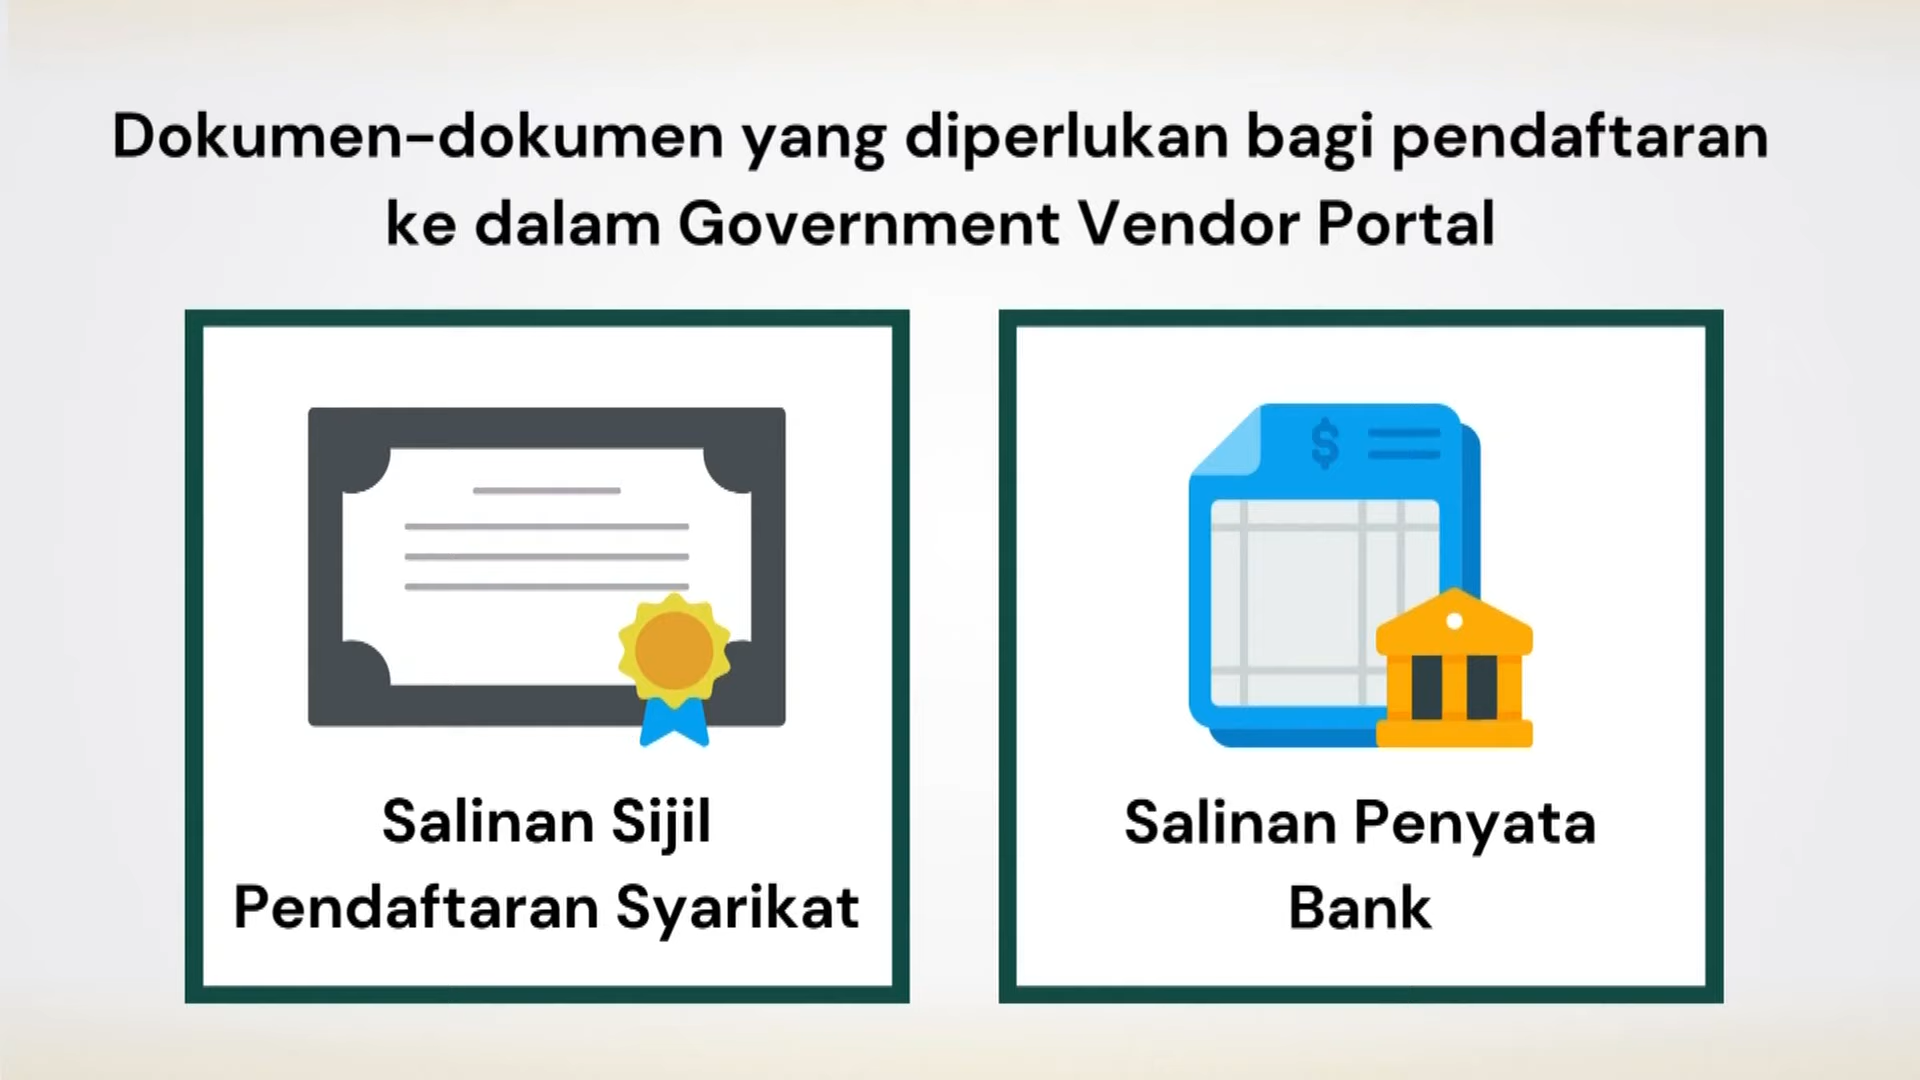 Dokumen-dokumen yang diperlukan bagi pendaftaran
ke dalam Government Vendor Portal
Salinan Sijil
Pendaftaran Syarikat
$
Salinan Penyata
Bank